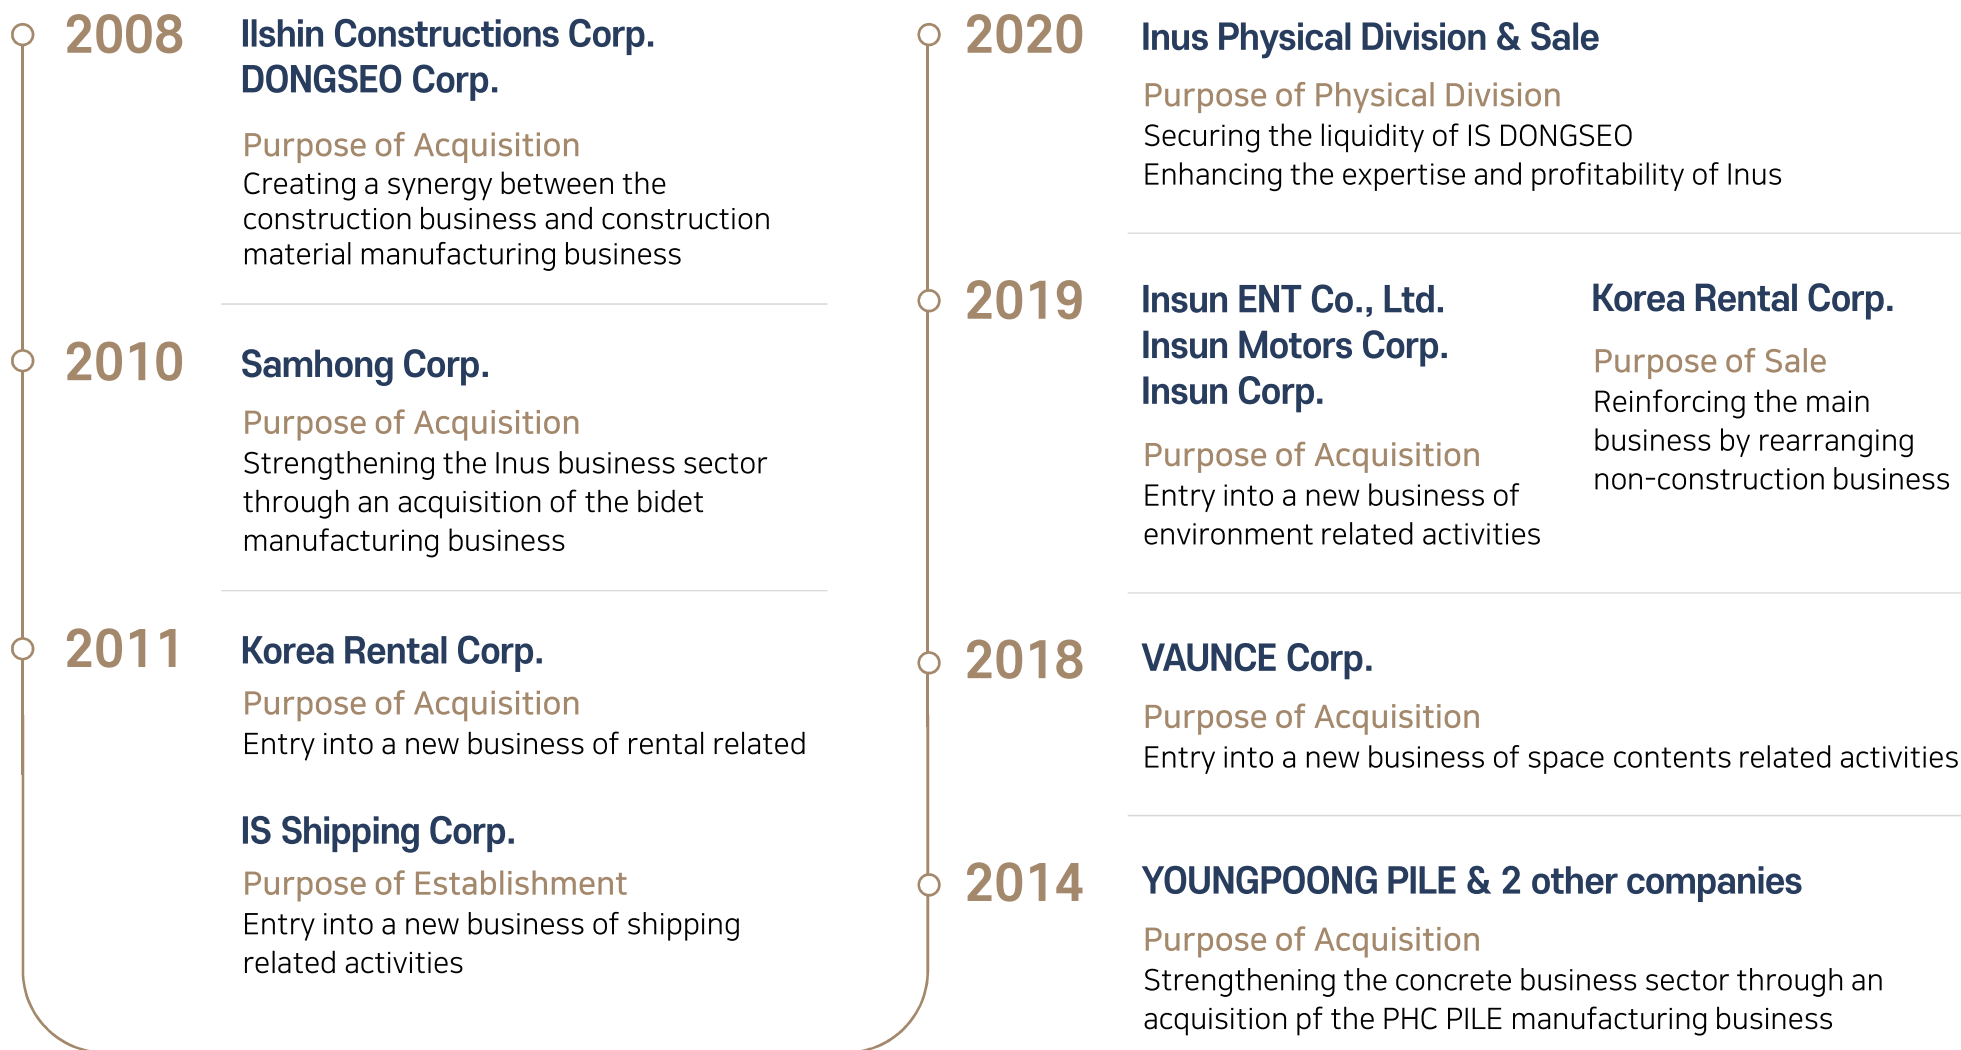 2008
Ilshin Constructions Corp.
DONGSEO Corp.
Purpose of Acquisition
Creating a synergy between the
construction business and construction
material manufacturing business
2010
Samhong Corp.
Purpose of Acquisition
Strengthening the Inus business sector
through an acquisition of the bidet
manufacturing business
2011
Korea Rental Corp.
Purpose of Acquisition
Entry into a new business of rental related
IS Shipping Corp.
Purpose of Establishment
Entry into a new business of shipping
related activities
2020
Inus Physical Division & Sale
Purpose of Physical Division
Securing the liquidity of IS DONGSEO
Enhancing the expertise and profitability of Inus
2019
Insun ENT Co., Ltd.
Insun Motors Corp.
Insun Corp.
Purpose of Acquisition
Entry into a new business of
environment related activities
Korea Rental Corp.
Purpose of Sale
Reinforcing the main
business by rearranging
non-construction business
2018
VAUNCE Corp.
Purpose of Acquisition
Entry into a new business of space contents related activities
2014
YOUNGPOONG PILE & 2 other companies
Purpose of Acquisition
Strengthening the concrete business sector through an
acquisition pf the PHC PILE manufacturing business